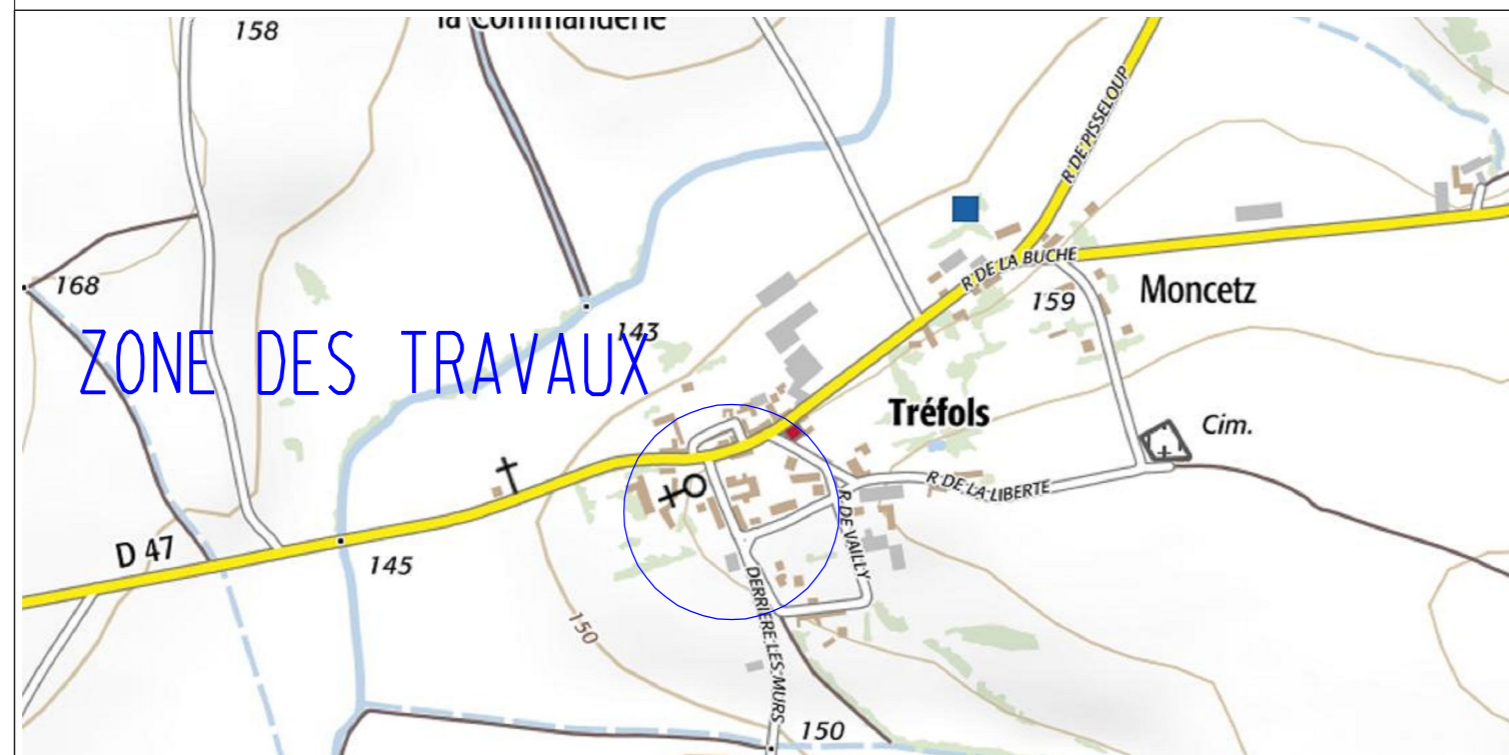 158
la Commanderie
R DE PISSELOUP
168
R DE LA BUCHE
159
Moncetz
143
ZONE DES TRAVAUX
Tréfols
Cim.
R DE LA LIBERTE
R DE VAILLY
D 47
145
DERRIERE LES MURS
150
150